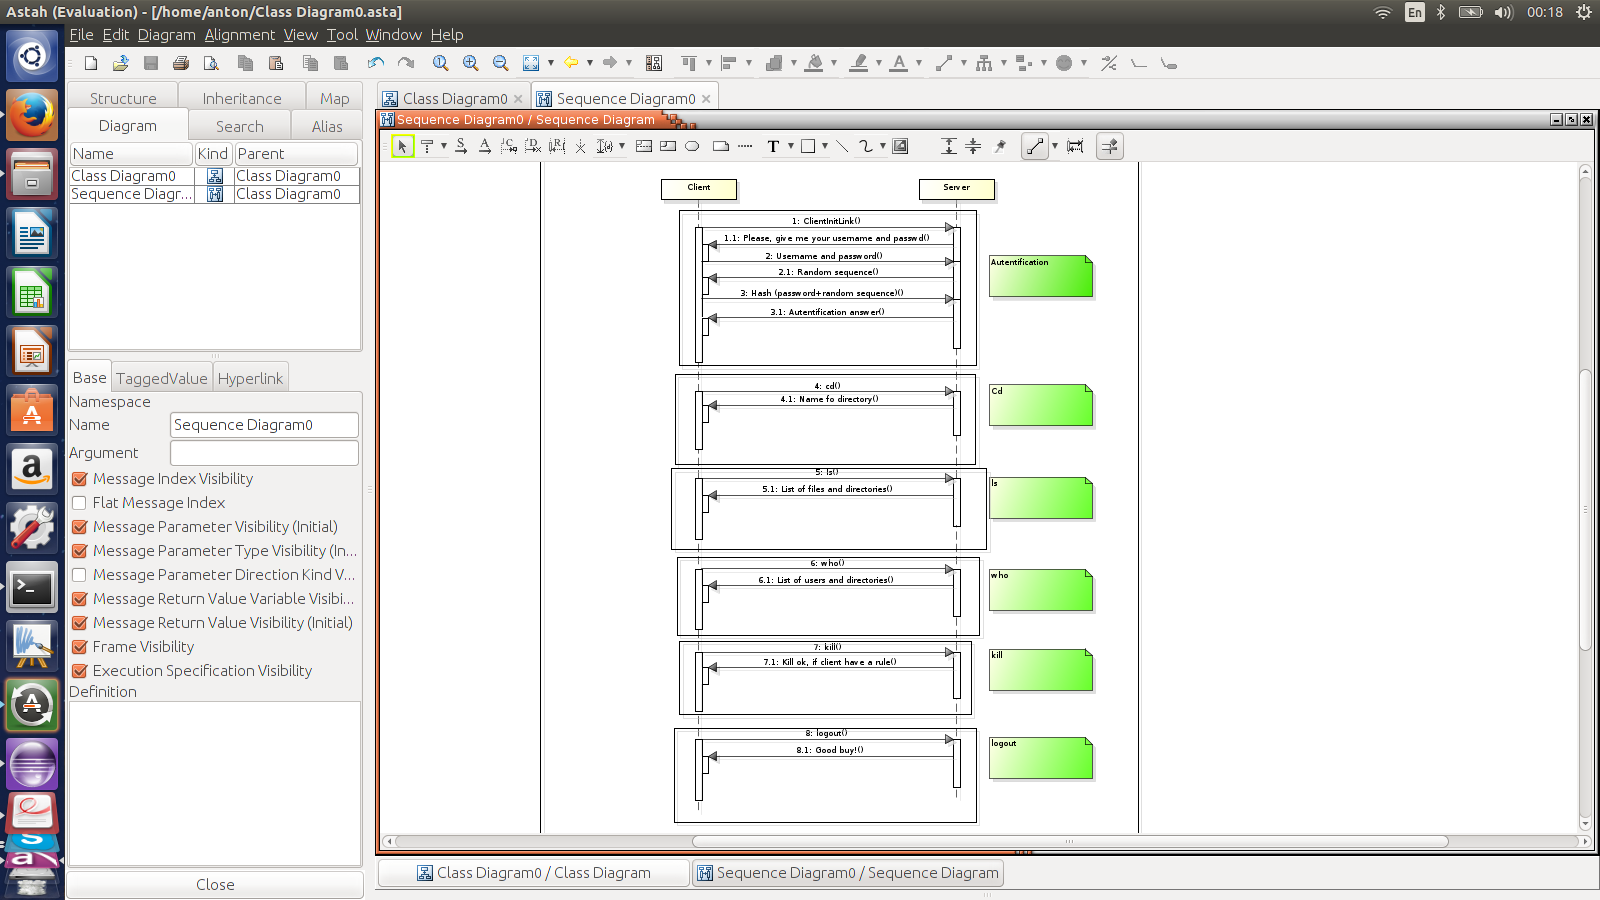 Astah (Evaluation) - [/home/anton/Class Diagram0.asta]
En
00:18
File Edit Diagram Alignment View Tool Window Help
Structure Inheritance Map
Diagram Search Alias
Name Kind Parent
Class Diagram0 Class Diagram0
Sequence Diagr... Class Diagram0
Base TaggedValue Hyperlink
Namespace
Name Sequence Diagram0
Argument
Message Index Visibility
Flat Message Index
Message Parameter Visibility (Initial)
Message Parameter Type Visibility (In...
Message Parameter Direction Kind V...
Message Return Value Variable Visibi...
Message Return Value Visibility (Initial)
Frame Visibility
Execution Specification Visibility
Definition
Close
Class Diagram0
Sequence Diagram0
Sequence Diagram0 / Sequence Diagram
Client
Server
1: ClientInitLink()
1.1: Please, give me your username and passwd()
2: Username and password()
2.1: Random sequence()
3: Hash (password+random sequence)()
3.1: Autentification answer()
Autentification
4: cd()
4.1: Name fo directory()
Cd
5: ls()
5.1: List of files and directories()
ls
6: who()
6.1: List of users and directories()
who
7: kill()
7.1: Kill ok, if client have a rule()
kill
8: logout()
8.1: Good buy!()
logout
Class Diagram0 / Class Diagram
Sequence Diagram0 / Sequence Diagram